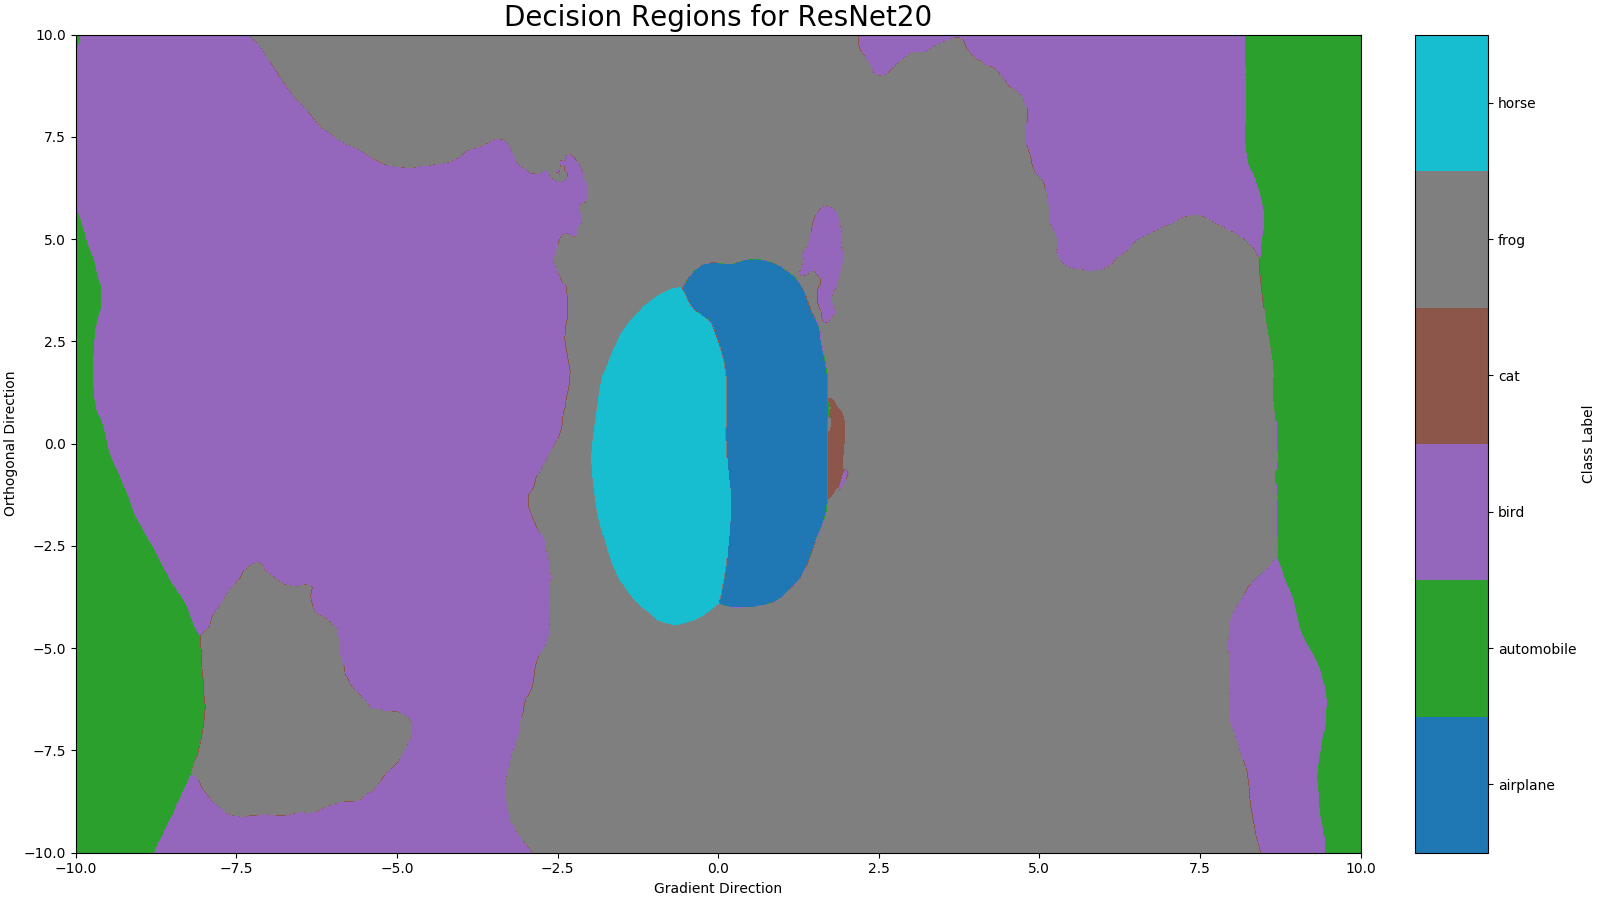 Decision Regions for ResNet20
10.0
7.5
5.0
2.5
0.0
−2.5
−5.0
−7.5
−10.0
Orthogonal Direction
−10.0 −7.5 −5.0 −2.5 0.0 2.5 5.0 7.5 10.0
Gradient Direction
horse
frog
cat
bird
automobile
airplane
Class Label